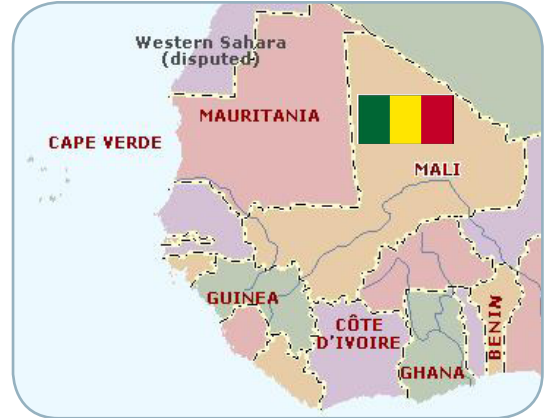 Western Sahara
(disputed)
MAURITANIA
CAPE VERDE
MALI
GUINEA
CÔTE
D'IVOIRE
BENIN
GHANA